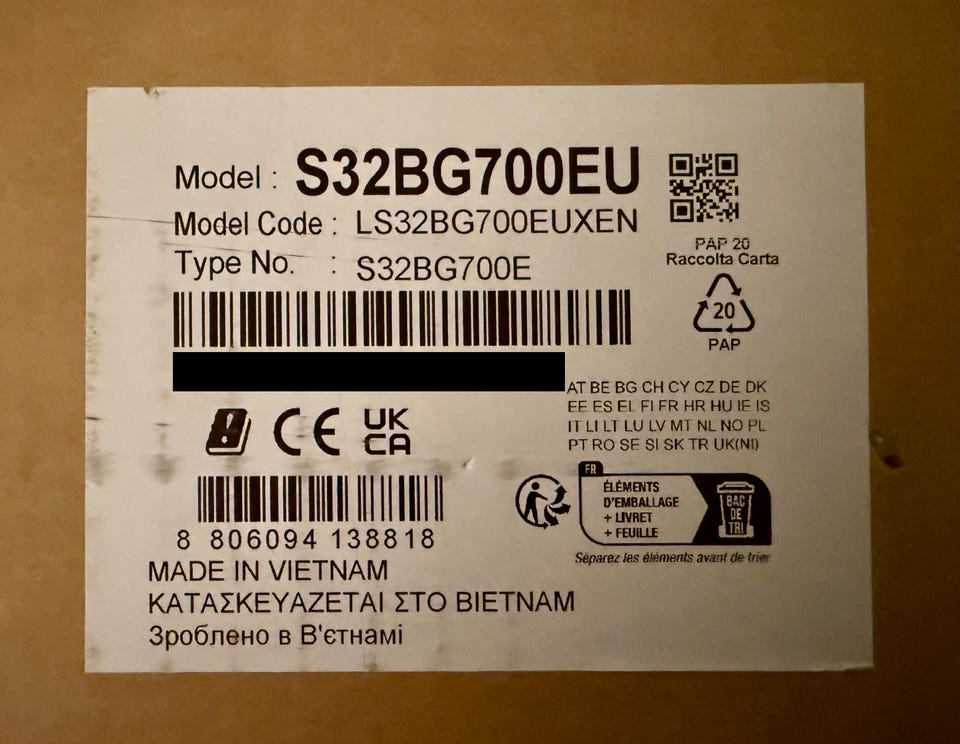 Model : S32BG700EU
Model Code : LS32BG700EUXEN
Type No. : S32BG700E
PAP 20
Raccolta Carta
20
PAP
AT BE BG CH CY CZ DE DK
EE ES EL FI FR HR HU IE IS
IT LI LT LU LV MT NL NO PL
PT RO SE SI SK TR UK(NI)
CE UK
CA
8 806094 138818
FR
ÉLÉMENTS
D'EMBALLAGE
+ LIVRET
+ FEUILLE
BAC
DE
TRI
Séparez les éléments avant de trier
MADE IN VIETNAM
ΚΑΤΑΣΚΕΥΑΖΕΤΑΙ ΣΤΟ ΒΙΕΤΝΑΜ
Зроблено в В'єтнамі